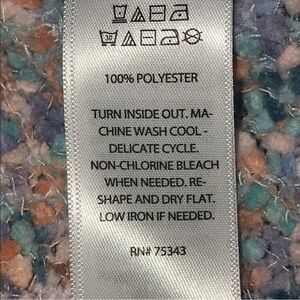 100% POLYESTER
TURN INSIDE OUT. MA-
CHINE WASH COOL -
DELICATE CYCLE.
NON-CHLORINE BLEACH
WHEN NEEDED. RE-
SHAPE AND DRY FLAT.
LOW IRON IF NEEDED.
RN# 75343